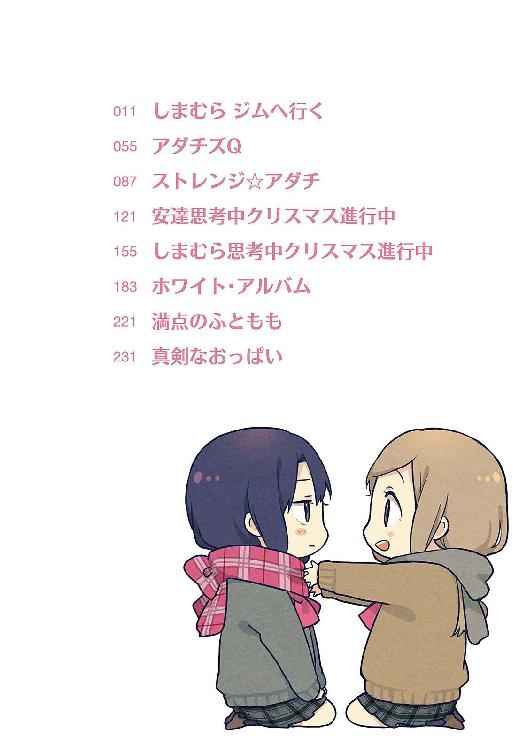 011 しまむら ジムへ行く
055 アダチズQ
087 ストレンジ☆アダチ
121 安達思考中クリスマス進行中
155 しまむら思考中クリスマス進行中
183 ホワイト・アルバム
221 満点のふともも
231 真剣なおっぱい